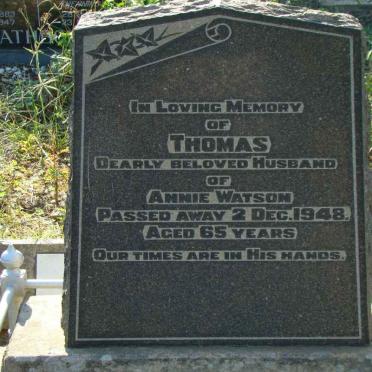 In Loving Memory
of
Thomas
Dearly beloved Husband
of
Annie Watson
Passed away 2 Dec. 1948.
Aged 65 years
Our times are in His hands.